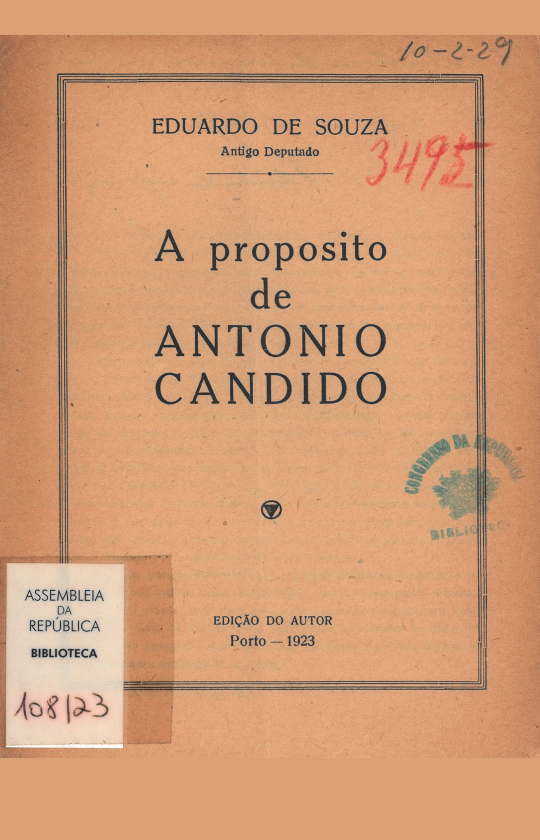 10-2-29
EDUARDO DE SOUZA
Antigo Deputado
3495
A proposito
de
ANTONIO
CANDIDO
CONGRESSO DA REPUBLICA
BIBLIOTECA
EDIÇÃO DO AUTOR
Porto — 1923
ASSEMBLEIA
DA
REPÚBLICA
BIBLIOTECA
108/23